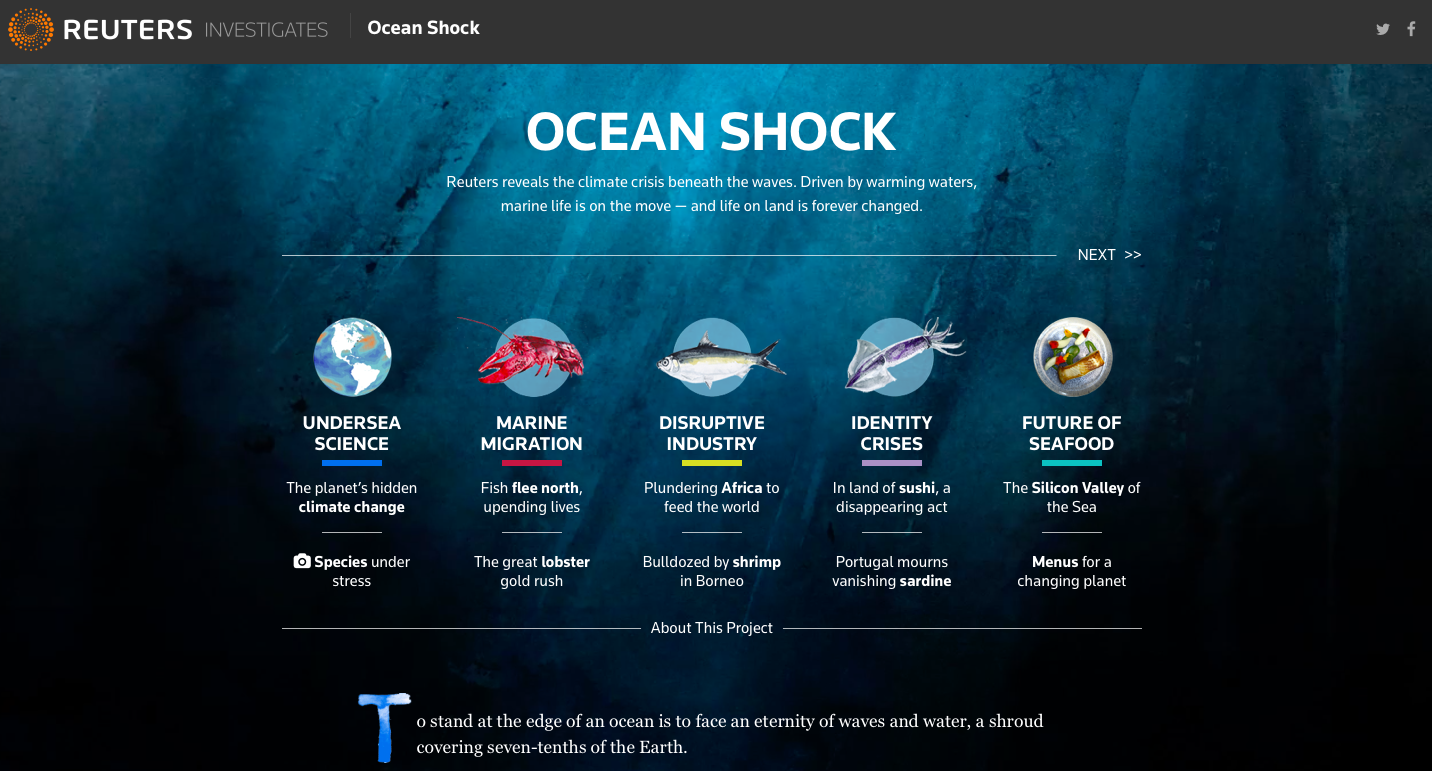 REUTERS INVESTIGATES Ocean Shock
OCEAN SHOCK
Reuters reveals the climate crisis beneath the waves. Driven by warming waters,
marine life is on the move — and life on land is forever changed.
NEXT >>
UNDERSEA
SCIENCE
The planet’s hidden
climate change
Species under
stress
MARINE
MIGRATION
Fish flee north,
upending lives
The great lobster
gold rush
DISRUPTIVE
INDUSTRY
Plundering Africa to
feed the world
Bulldozed by shrimp
in Borneo
IDENTITY
CRISES
In land of sushi, a
disappearing act
Portugal mourns
vanishing sardine
FUTURE OF
SEAFOOD
The Silicon Valley of
the Sea
Menus for a
changing planet
About This Project
To stand at the edge of an ocean is to face an eternity of waves and water, a shroud
covering seven-tenths of the Earth.